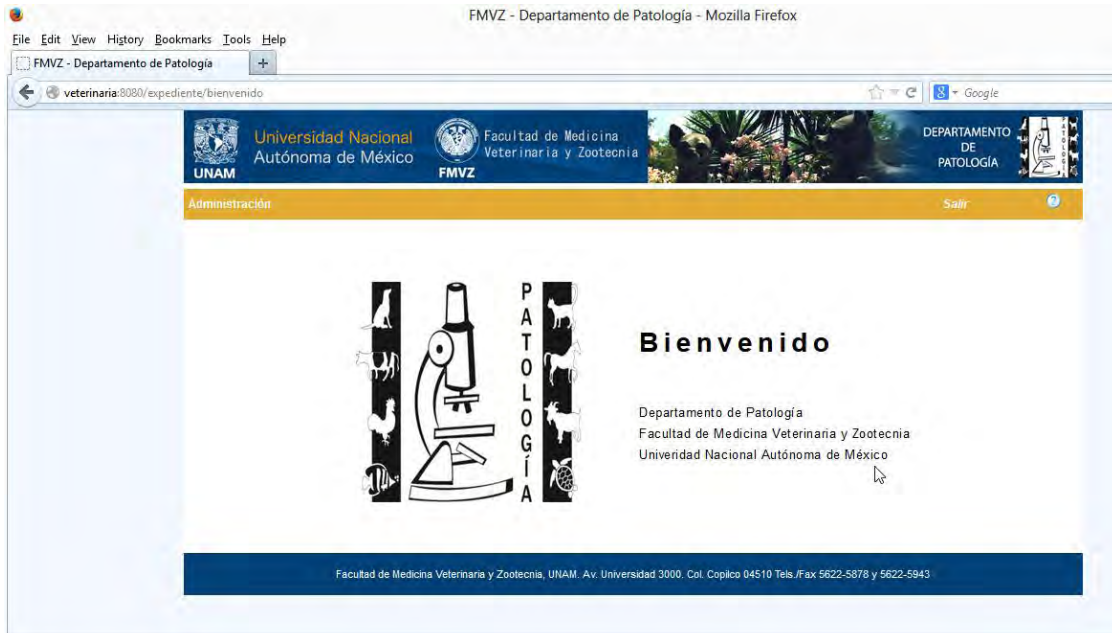 FMVZ - Departamento de Patología - Mozilla Firefox
File Edit View History Bookmarks Tools Help
FMVZ - Departamento de Patología +
veterinaria:8080/expediente/bienvenido
Google
UNAM
Universidad Nacional
Autónoma de México
FMVZ
Facultad de Medicina
Veterinaria y Zootecnia
DEPARTAMENTO
DE
PATOLOGÍA
PATOLOGÍA
Administración Salir ?
PATOLOGÍA
Bienvenido
Departamento de Patología
Facultad de Medicina Veterinaria y Zootecnia
Univeridad Nacional Autónoma de México
Facultad de Medicina Veterinaria y Zootecnia, UNAM. Av. Universidad 3000. Col. Copilco 04510 Tels./Fax 5622-5878 y 5622-5943